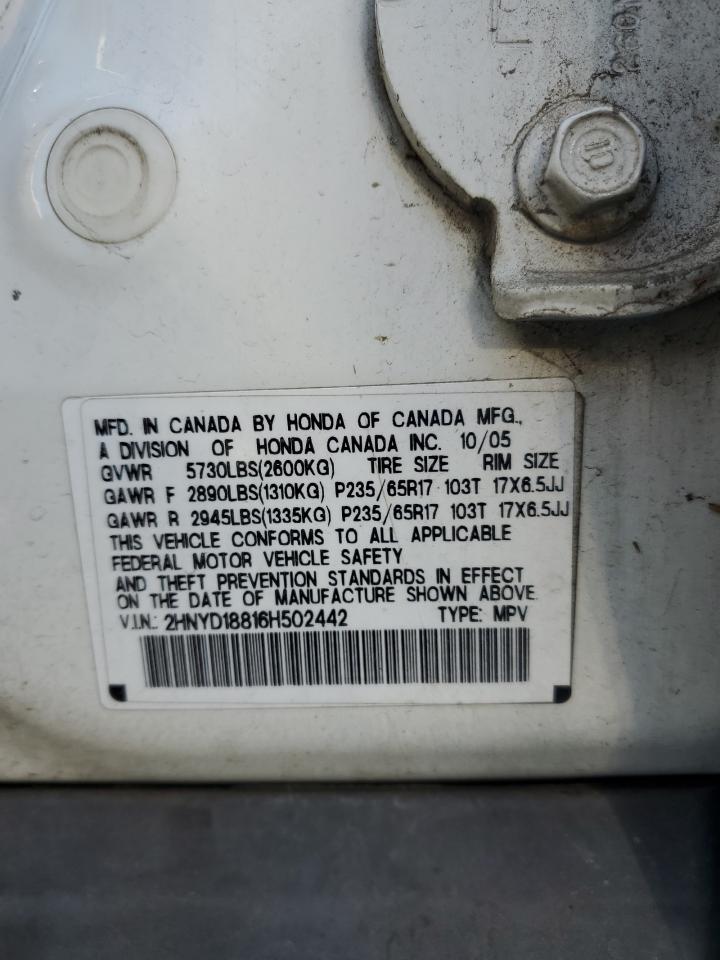 MFD. IN CANADA BY HONDA OF CANADA MFG.,
A DIVISION OF HONDA CANADA INC. 10/05
GVWR 5730LBS(2600KG) TIRE SIZE RIM SIZE
GAWR F 2890LBS(1310KG) P235/65R17 103T 17X6.5JJ
GAWR R 2945LBS(1335KG) P235/65R17 103T 17X6.5JJ
THIS VEHICLE CONFORMS TO ALL APPLICABLE
FEDERAL MOTOR VEHICLE SAFETY
AND THEFT PREVENTION STANDARDS IN EFFECT
ON THE DATE OF MANUFACTURE SHOWN ABOVE.
V.I.N.: 2HNYD18816H502442 TYPE: MPV